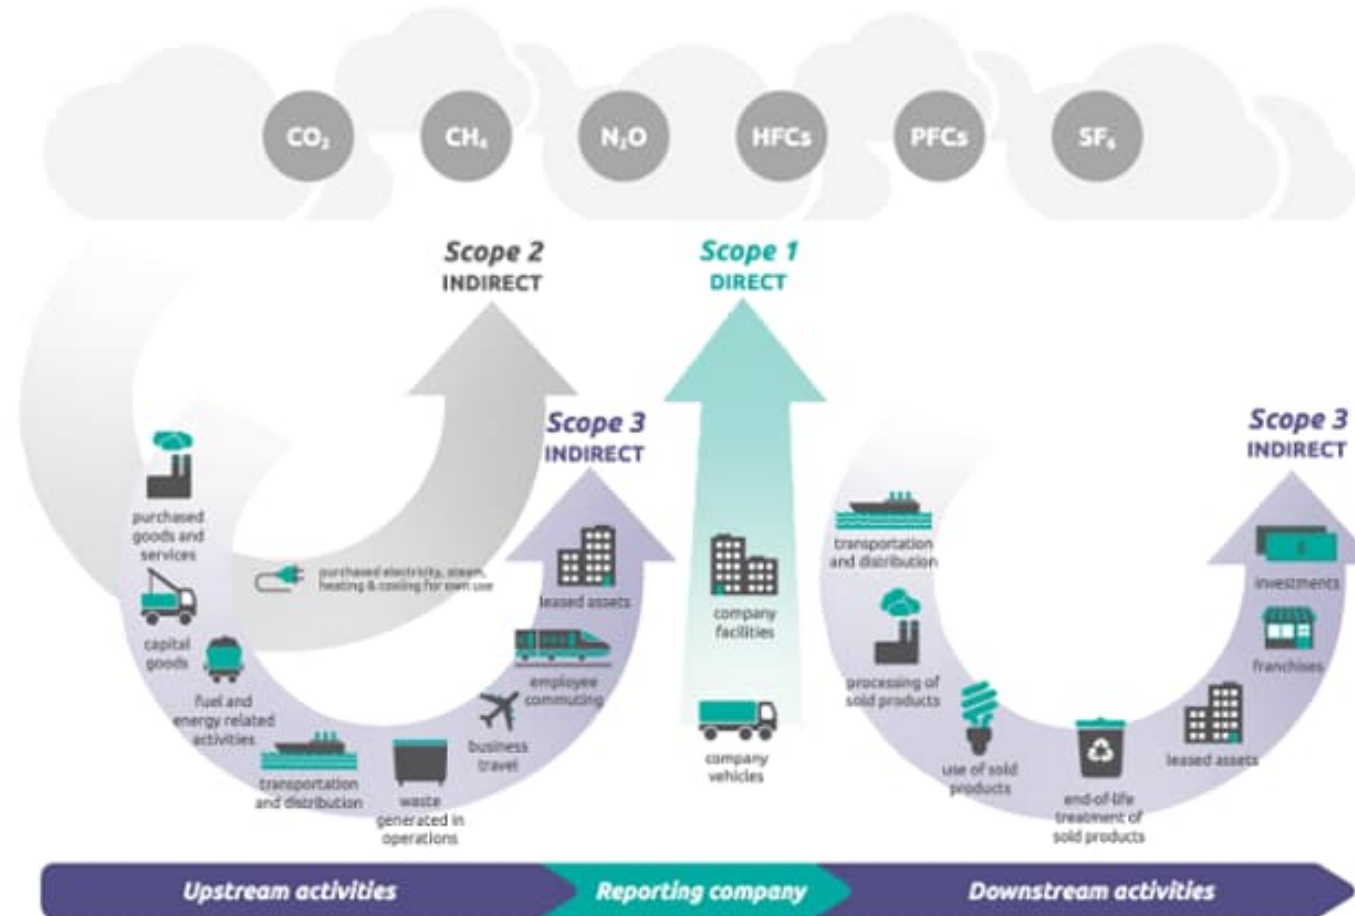 CO₂
CH₄
N₂O
HFCs
PFCs
SF₆
Scope 2
INDIRECT
Scope 1
DIRECT
Scope 3
INDIRECT
Scope 3
INDIRECT
purchased
goods and
services
capital
goods
fuel and
energy related
activities
transportation
and distribution
waste
generated in
operations
business
travel
employee
commuting
leased assets
purchased electricity, steam,
heating & cooling for own use
company
facilities
company
vehicles
transportation
and distribution
processing of
sold products
use of sold
products
end-of-life
treatment of
sold products
leased assets
franchises
investments
Upstream activities
Reporting company
Downstream activities